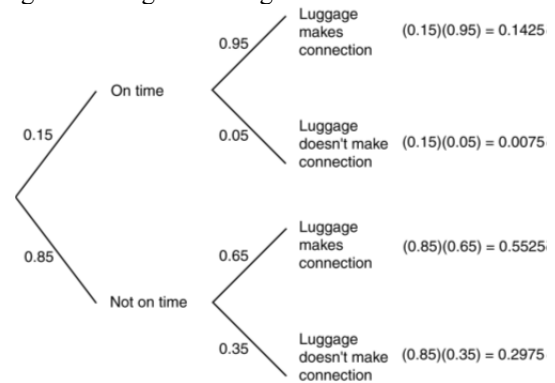 Luggage
makes
connection
(0.15)(0.95) = 0.1425
0.95
On time
0.15
0.05
Luggage
doesn't make
connection
(0.15)(0.05) = 0.0075
Luggage
makes
connection
(0.85)(0.65) = 0.5525
0.85
0.65
Not on time
0.35
Luggage
doesn't make
connection
(0.85)(0.35) = 0.2975